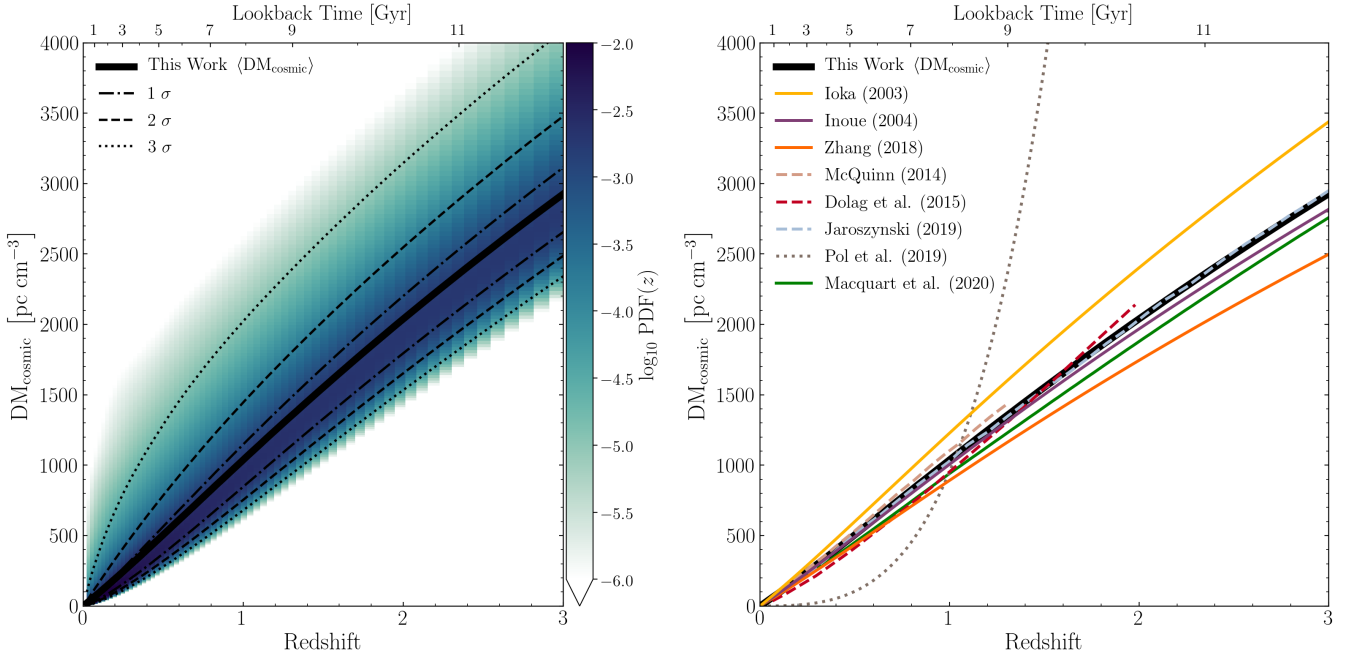 Lookback Time [Gyr]
1 3 5 7 9 11
4000
3500
3000
2500
2000
1500
1000
500
0
DM_cosmic [pc cm⁻³]
This Work ⟨DM_cosmic⟩
1 σ
2 σ
3 σ
0 1 2 3
Redshift
−2.0
−2.5
−3.0
−3.5
−4.0
−4.5
−5.0
−5.5
−6.0
log₁₀ PDF(z)
Lookback Time [Gyr]
1 3 5 7 9 11
4000
3500
3000
2500
2000
1500
1000
500
0
DM_cosmic [pc cm⁻³]
This Work ⟨DM_cosmic⟩
Ioka (2003)
Inoue (2004)
Zhang (2018)
McQuinn (2014)
Dolag et al. (2015)
Jaroszynski (2019)
Pol et al. (2019)
Macquart et al. (2020)
0 1 2 3
Redshift